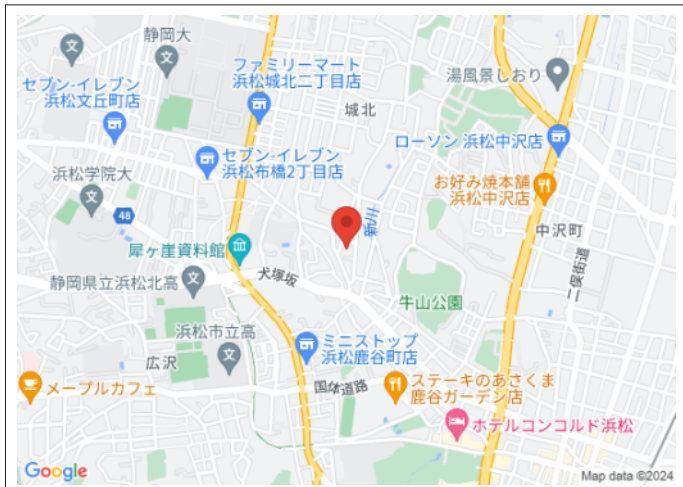 静岡大
セブン-イレブン
浜松文丘町店
ファミリーマート
浜松城北二丁目店
城北
湯風景しおり
ローソン 浜松中沢店
浜松学院大
セブン-イレブン
浜松布橋2丁目店
お好み焼本舗
浜松中沢店
48
新川
中沢町
犀ヶ崖資料館
二俣街道
静岡県立浜松北高
犬塚坂
牛山公園
浜松市立高
ミニストップ
浜松鹿谷町店
広沢
メープルカフェ
国体道路
ステーキのあさくま
鹿谷ガーデン店
ホテルコンコルド浜松
Google
Map data ©2024